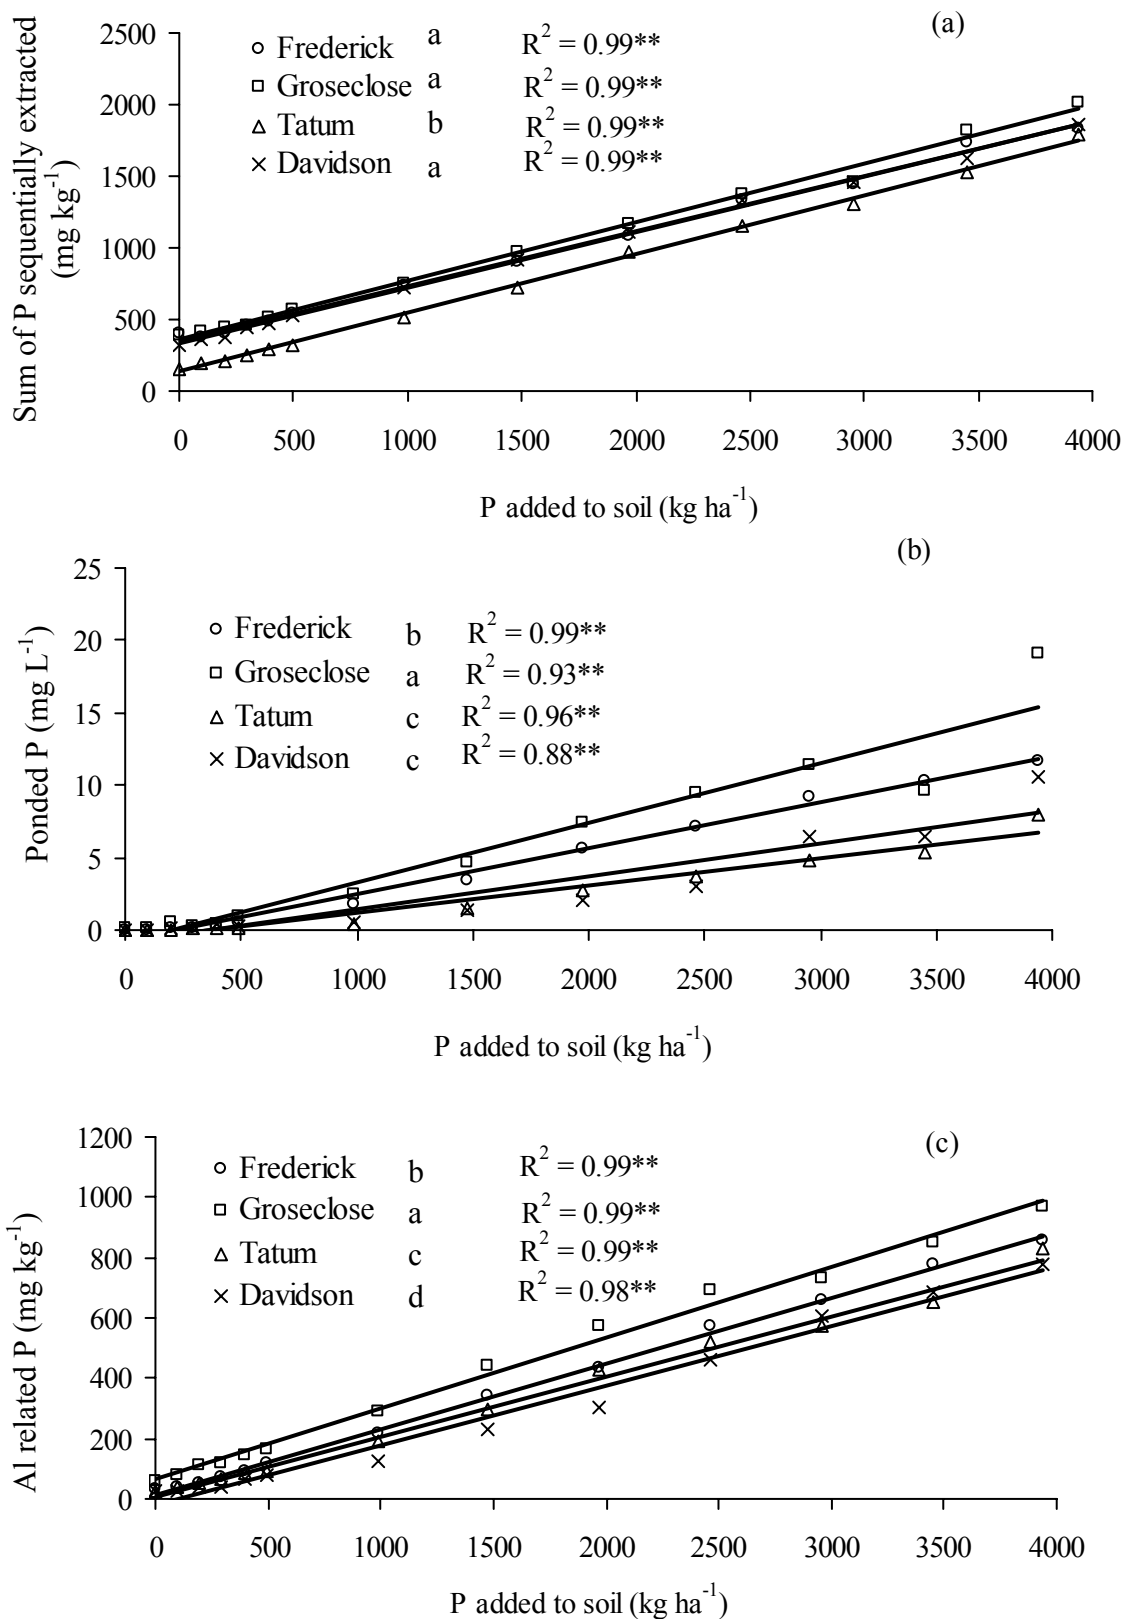 (a)
Sum of P sequentially extracted
(mg kg⁻¹)
2500
2000
1500
1000
500
0
Frederick a R² = 0.99**
Groseclose a R² = 0.99**
Tatum b R² = 0.99**
Davidson a R² = 0.99**
0 500 1000 1500 2000 2500 3000 3500 4000
P added to soil (kg ha⁻¹)
(b)
Ponded P (mg L⁻¹)
25
20
15
10
5
0
Frederick b R² = 0.99**
Groseclose a R² = 0.93**
Tatum c R² = 0.96**
Davidson c R² = 0.88**
0 500 1000 1500 2000 2500 3000 3500 4000
P added to soil (kg ha⁻¹)
(c)
Al related P (mg kg⁻¹)
1200
1000
800
600
400
200
0
Frederick b R² = 0.99**
Groseclose a R² = 0.99**
Tatum c R² = 0.99**
Davidson d R² = 0.98**
0 500 1000 1500 2000 2500 3000 3500 4000
P added to soil (kg ha⁻¹)